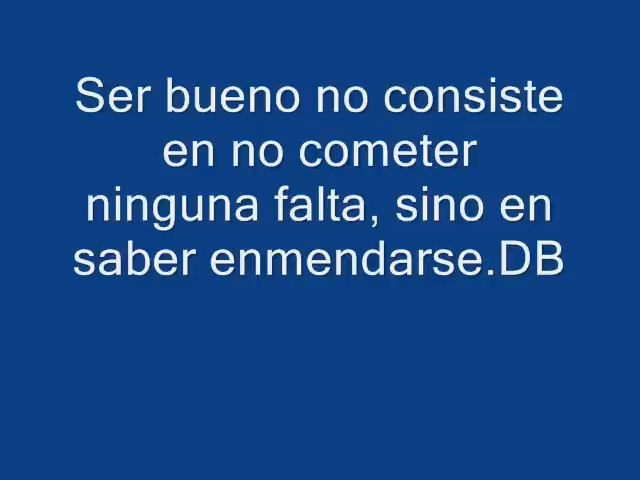 Ser bueno no consiste
en no cometer
ninguna falta, sino en
saber enmendarse.DB